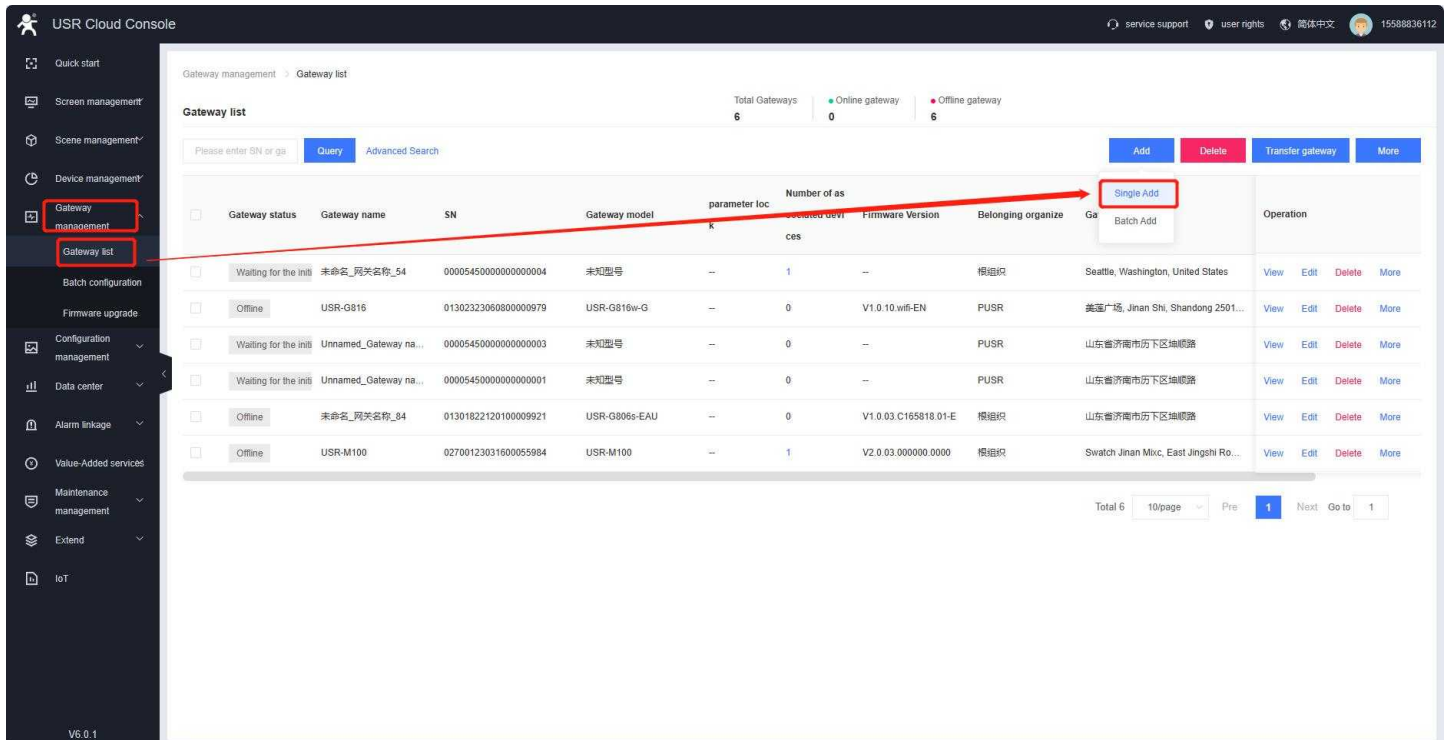 USR Cloud Console
service support
user rights
简体中文
15588836112
Quick start
Screen management
Scene management
Device management
Gateway
management
Gateway list
Batch configuration
Firmware upgrade
Configuration
management
Data center
Alarm linkage
Value-Added services
Maintenance
management
Extend
IoT
V6.0.1
Gateway management > Gateway list
Gateway list
Total Gateways
6
Online gateway
0
Offline gateway
6
Please enter SN or ga
Query
Advanced Search
Add
Delete
Transfer gateway
More
Single Add
Batch Add
Gateway status Gateway name SN Gateway model parameter loc
k
Number of as
sociated devi
ces
Firmware Version Belonging organize Ga Operation
Waiting for the initi 未命名_网关名称_54 00005450000000000004 未知型号 -- 1 -- 根组织 Seattle, Washington, United States View Edit Delete More
Offline USR-G816 01302323060800000979 USR-G816w-G -- 0 V1.0.10.wifi-EN PUSR 美莲广场, Jinan Shi, Shandong 2501... View Edit Delete More
Waiting for the initi Unnamed_Gateway na... 00005450000000000003 未知型号 -- 0 -- PUSR 山东省济南市历下区坤顺路 View Edit Delete More
Waiting for the initi Unnamed_Gateway na... 00005450000000000001 未知型号 -- 0 -- PUSR 山东省济南市历下区坤顺路 View Edit Delete More
Offline 未命名_网关名称_84 01301822120100009921 USR-G806s-EAU -- 0 V1.0.03.C165818.01-E 根组织 山东省济南市历下区坤顺路 View Edit Delete More
Offline USR-M100 02700123031600055984 USR-M100 -- 1 V2.0.03.000000.0000 根组织 Swatch Jinan Mixc, East Jingshi Ro... View Edit Delete More
Total 6 10/page Pre 1 Next Go to 1